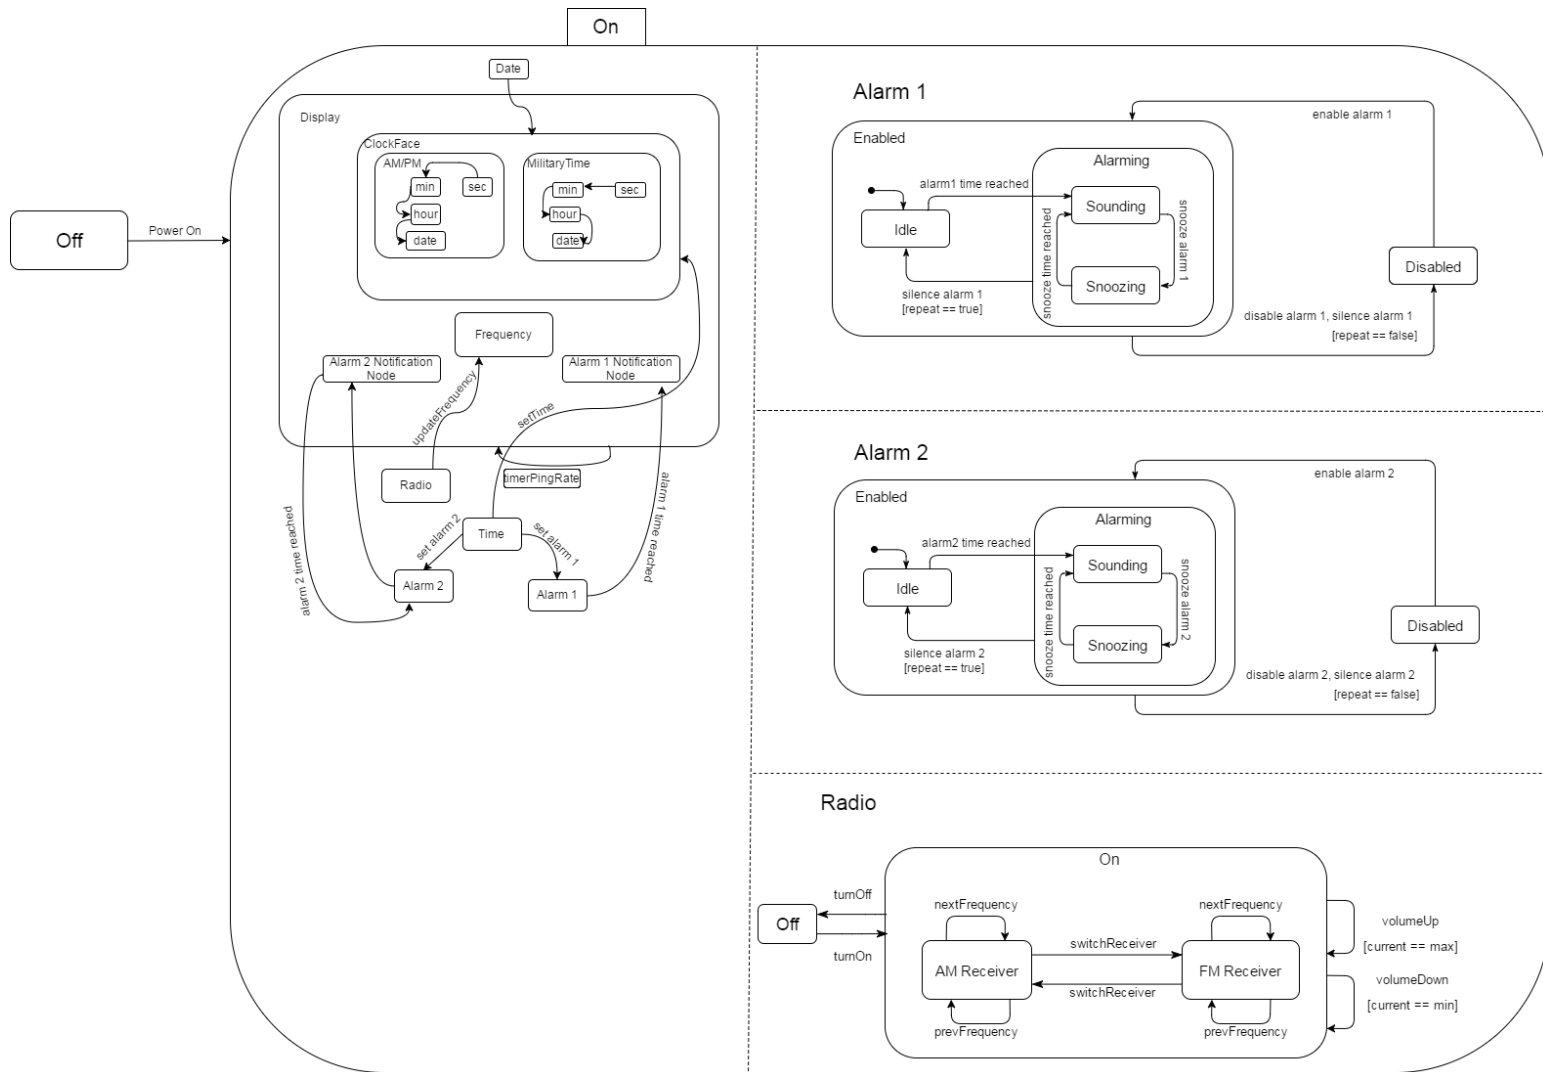 On
Off
Power On
Date
Display
ClockFace
AM/PM
min
sec
hour
date
MilitaryTime
min
sec
hour
date
Frequency
Alarm 2 Notification
Node
Alarm 1 Notification
Node
updateFrequency
setTime
Radio
timerPingRate
Time
set alarm 2
set alarm 1
Alarm 2
Alarm 1
alarm 2 time reached
alarm 1 time reached
Alarm 1
Enabled
Idle
alarm1 time reached
silence alarm 1
[repeat == true]
Alarming
Sounding
Snoozing
snooze time reached
snooze alarm 1
enable alarm 1
Disabled
disable alarm 1, silence alarm 1
[repeat == false]
Alarm 2
Enabled
Idle
alarm2 time reached
silence alarm 2
[repeat == true]
Alarming
Sounding
Snoozing
snooze time reached
snooze alarm 2
enable alarm 2
Disabled
disable alarm 2, silence alarm 2
[repeat == false]
Radio
Off
turnOff
turnOn
On
nextFrequency
AM Receiver
prevFrequency
switchReceiver
switchReceiver
nextFrequency
FM Receiver
prevFrequency
volumeUp
[current == max]
volumeDown
[current == min]